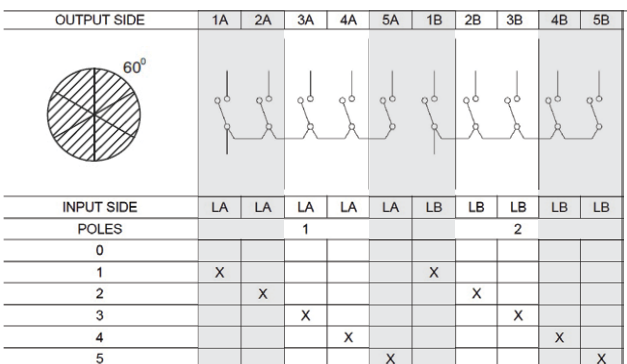 OUTPUT SIDE 1A 2A 3A 4A 5A 1B 2B 3B 4B 5B
60⁰
INPUT SIDE LA LA LA LA LA LB LB LB LB LB
POLES 1 2
0
1 X X
2 X X
3 X X
4 X X
5 X X